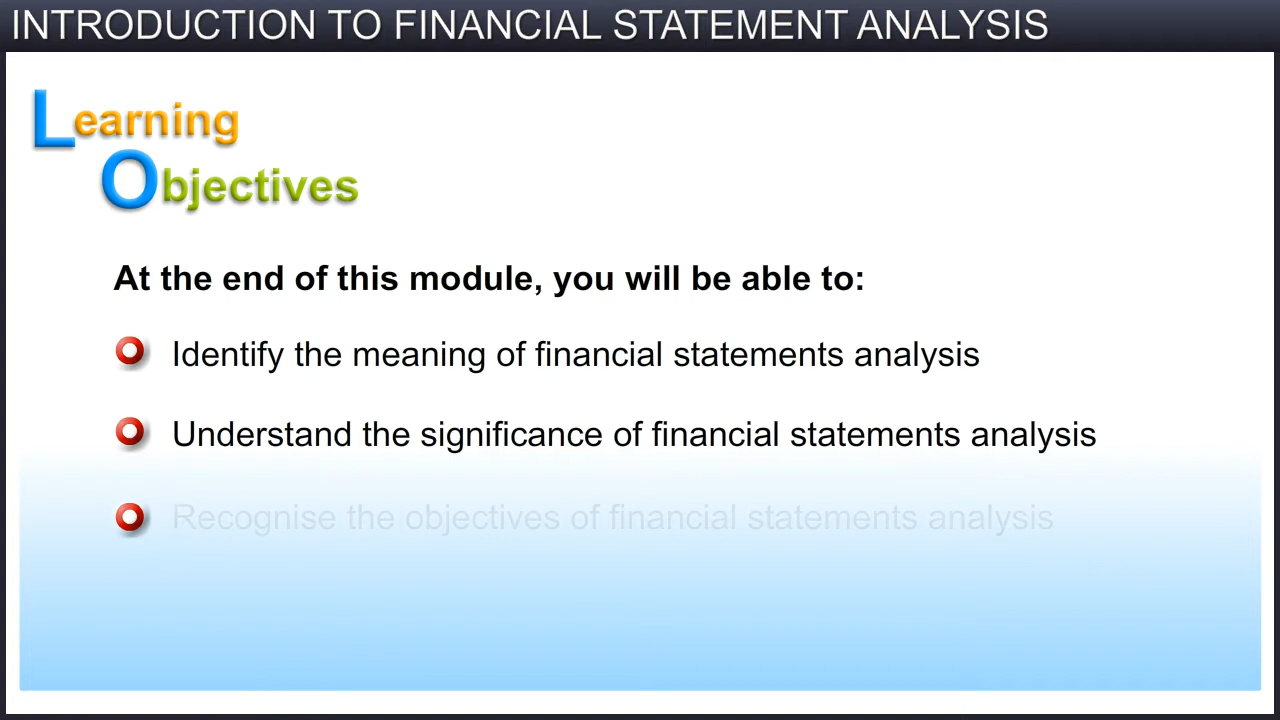 INTRODUCTION TO FINANCIAL STATEMENT ANALYSIS
Learning
Objectives
At the end of this module, you will be able to:
Identify the meaning of financial statements analysis
Understand the significance of financial statements analysis
Recognise the objectives of financial statements analysis